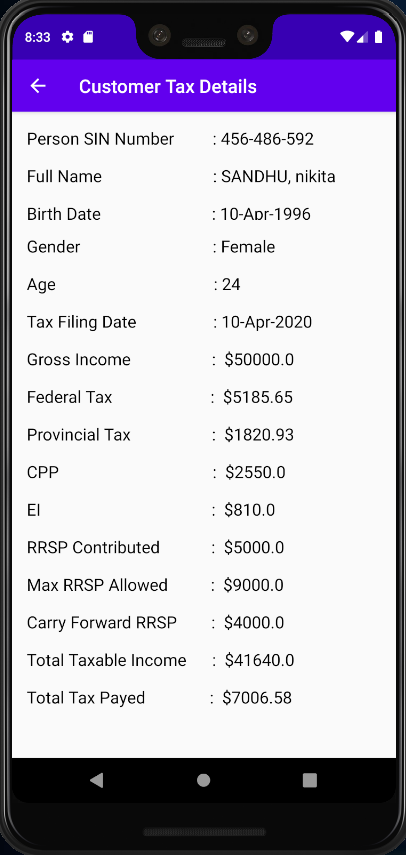 8:33
Customer Tax Details
Person SIN Number : 456-486-592
Full Name : SANDHU, nikita
Birth Date : 10-Apr-1996
Gender : Female
Age : 24
Tax Filing Date : 10-Apr-2020
Gross Income : $50000.0
Federal Tax : $5185.65
Provincial Tax : $1820.93
CPP : $2550.0
EI : $810.0
RRSP Contributed : $5000.0
Max RRSP Allowed : $9000.0
Carry Forward RRSP : $4000.0
Total Taxable Income : $41640.0
Total Tax Payed : $7006.58